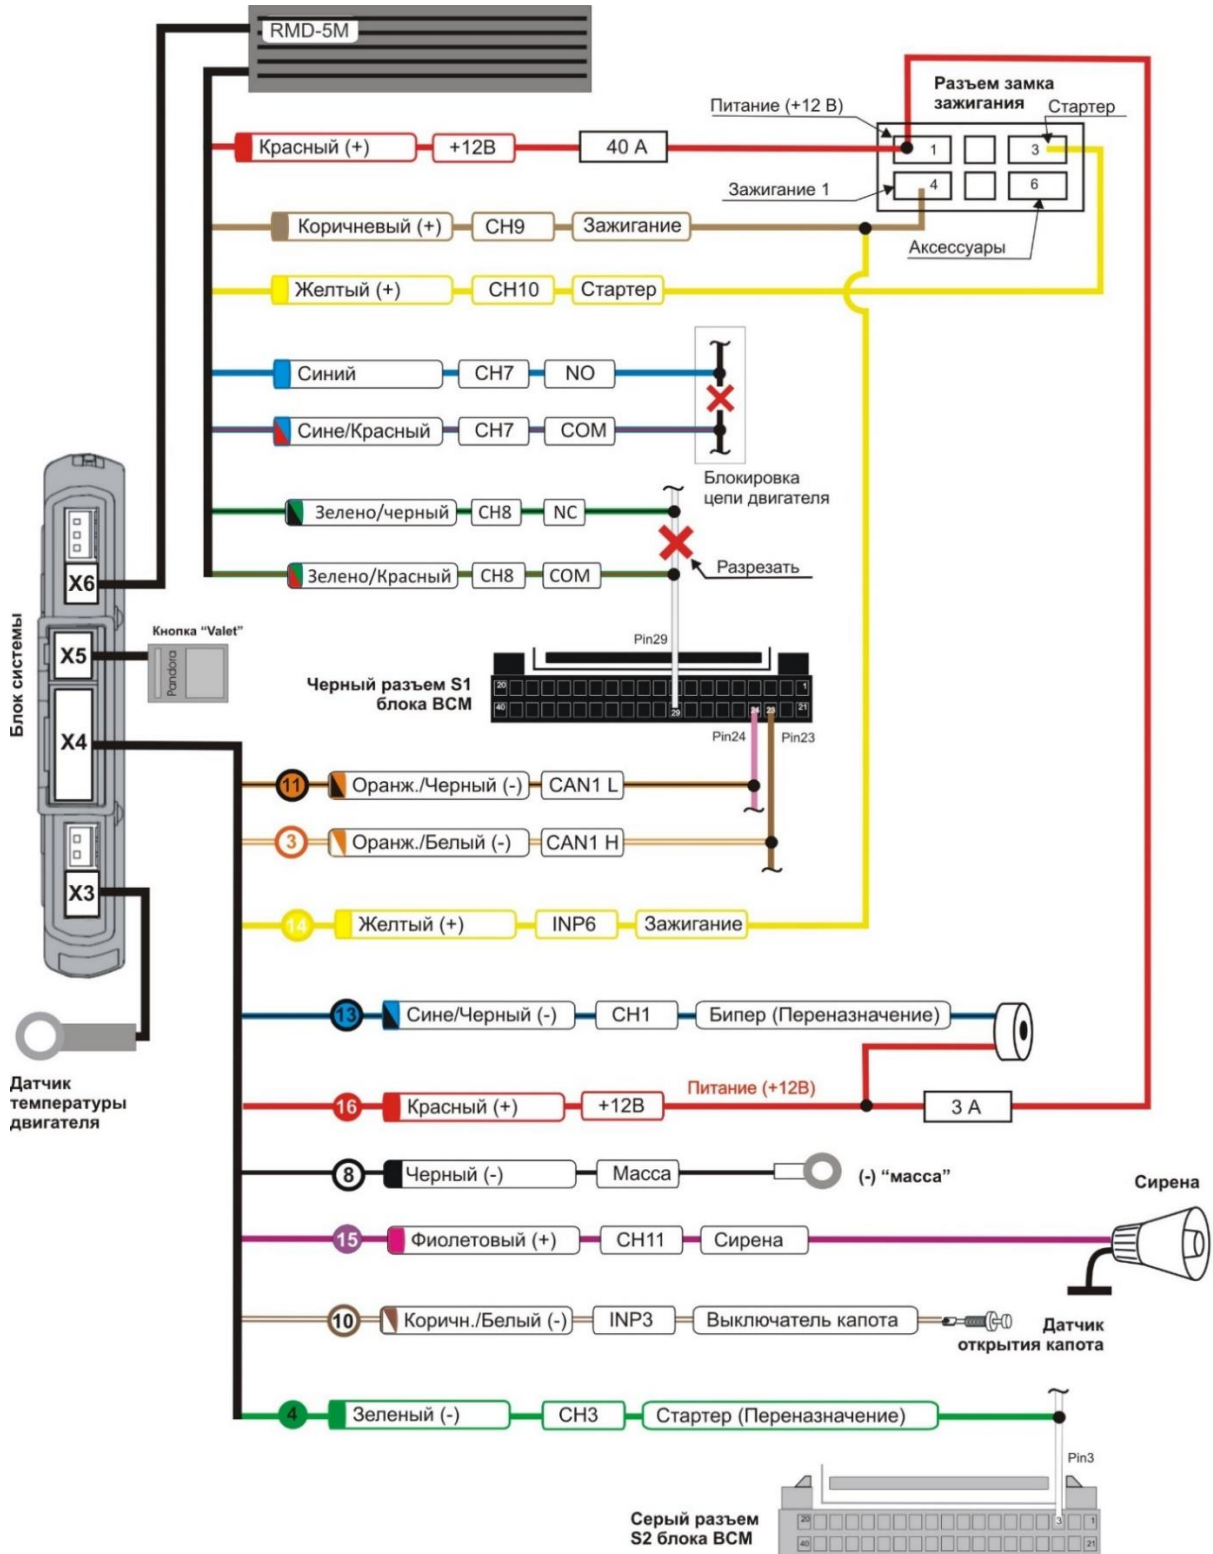 RMD-5M
Разъем замка
зажигания
Питание (+12 В)
Стартер
Красный (+)
+12В
40 А
1
3
Зажигание 1
4
6
Коричневый (+)
CH9
Зажигание
Аксессуары
Желтый (+)
CH10
Стартер
Синий
CH7
NO
Сине/Красный
CH7
COM
Блокировка
цепи двигателя
Зелено/черный
CH8
NC
Разрезать
Зелено/Красный
CH8
COM
Блок системы
X6
X5
X4
X3
Кнопка “Valet”
Pandora
Pin29
Черный разъем S1
блока BCM
20
1
40
29
24
23
21
Pin24
Pin23
11
Оранж./Черный (-)
CAN1 L
3
Оранж./Белый (-)
CAN1 H
14
Желтый (+)
INP6
Зажигание
13
Сине/Черный (-)
CH1
Бипер (Переназначение)
Датчик
температуры
двигателя
Питание (+12В)
16
Красный (+)
+12В
3 А
8
Черный (-)
Масса
(-) “масса”
Сирена
15
Фиолетовый (+)
CH11
Сирена
10
Коричн./Белый (-)
INP3
Выключатель капота
Датчик
открытия капота
4
Зеленый (-)
CH3
Стартер (Переназначение)
Pin3
Серый разъем
S2 блока BCM
20
3
1
40
21